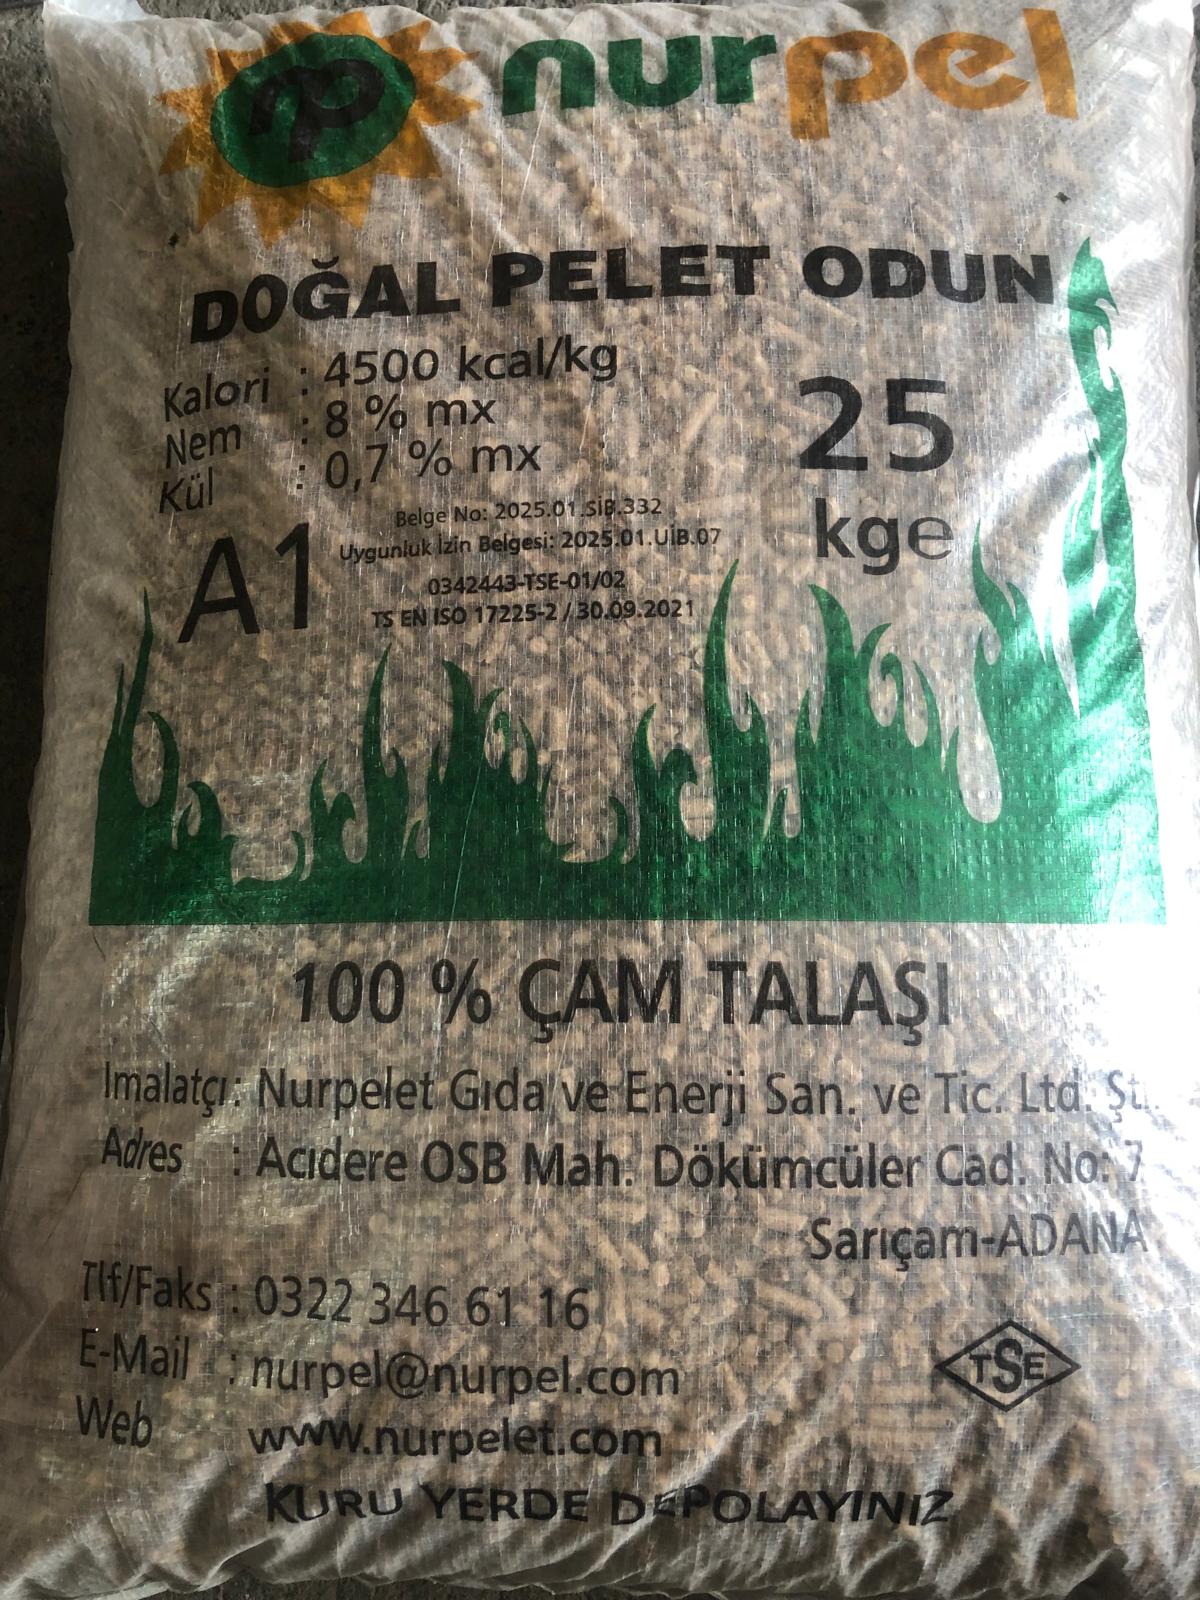 np nurpel
DOĞAL PELET ODUN
Kalori : 4500 kcal/kg
Nem : 8 % mx
Kül : 0,7 % mx
25
kge
A1
Belge No: 2025.01.SİB.332
Uygunluk İzin Belgesi: 2025.01.UİB.07
0342443-TSE-01/02
TS EN ISO 17225-2 / 30.09.2021
100 % ÇAM TALAŞI
Imalatçı: Nurpelet Gıda ve Enerji San. ve Tic. Ltd. Şti.
Adres : Acıdere OSB Mah. Dökümcüler Cad. No: 7
Sarıçam-ADANA
Tlf/Faks : 0322 346 61 16
E-Mail : nurpel@nurpel.com
Web www.nurpelet.com
TSE
KURU YERDE DEPOLAYINIZ